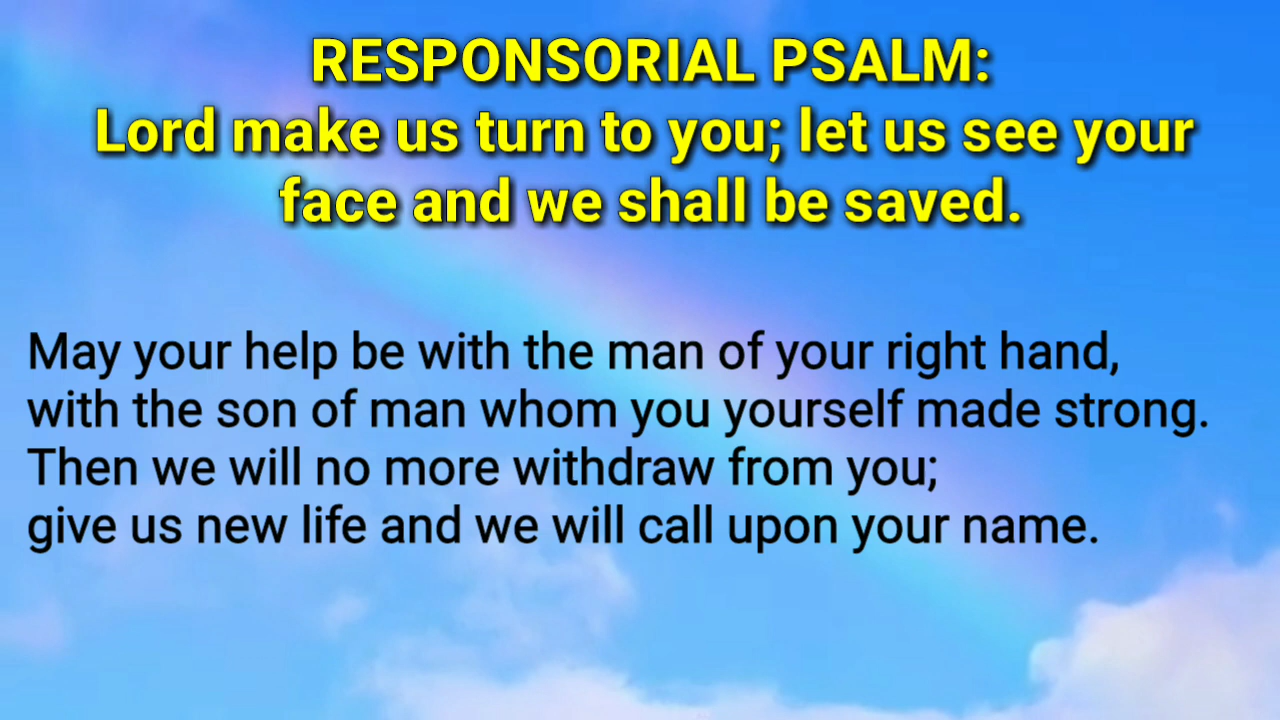 RESPONSORIAL PSALM:
Lord make us turn to you; let us see your
face and we shall be saved.
May your help be with the man of your right hand,
with the son of man whom you yourself made strong.
Then we will no more withdraw from you;
give us new life and we will call upon your name.